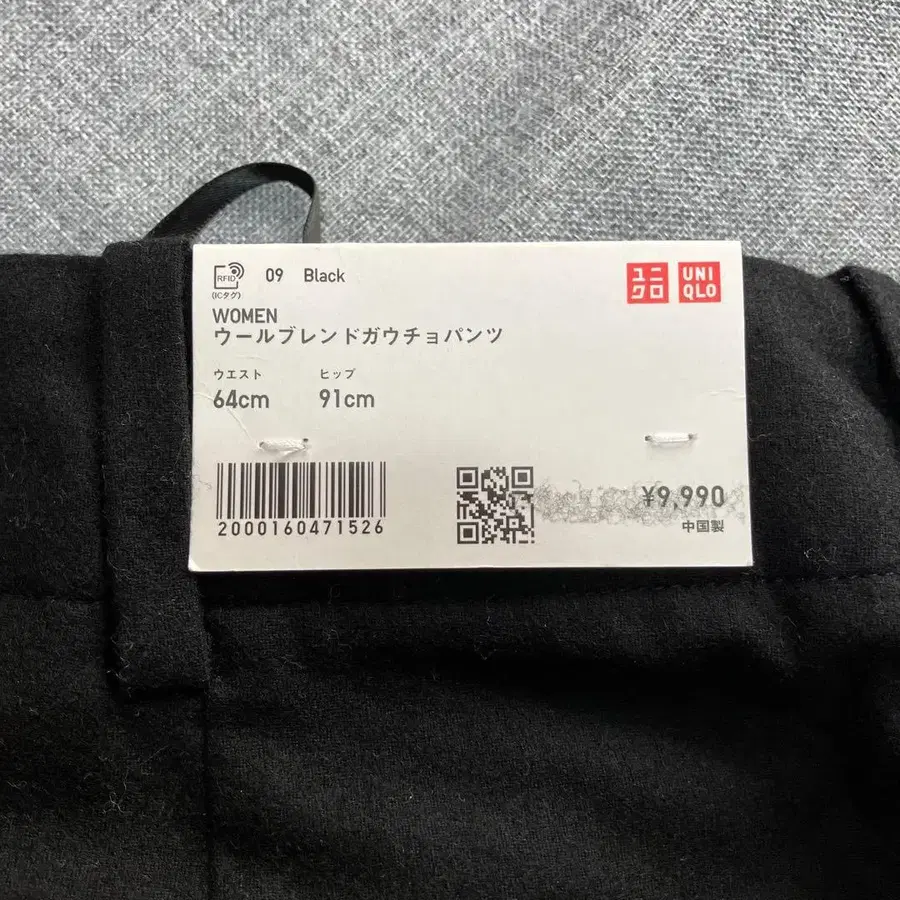 RFID 09 Black
(ICタグ)
ユニ
クロ
UNI
QLO
WOMEN
ウールブレンドガウチョパンツ
ウエスト ヒップ
64cm 91cm
2000160471526
¥9,990
中国製